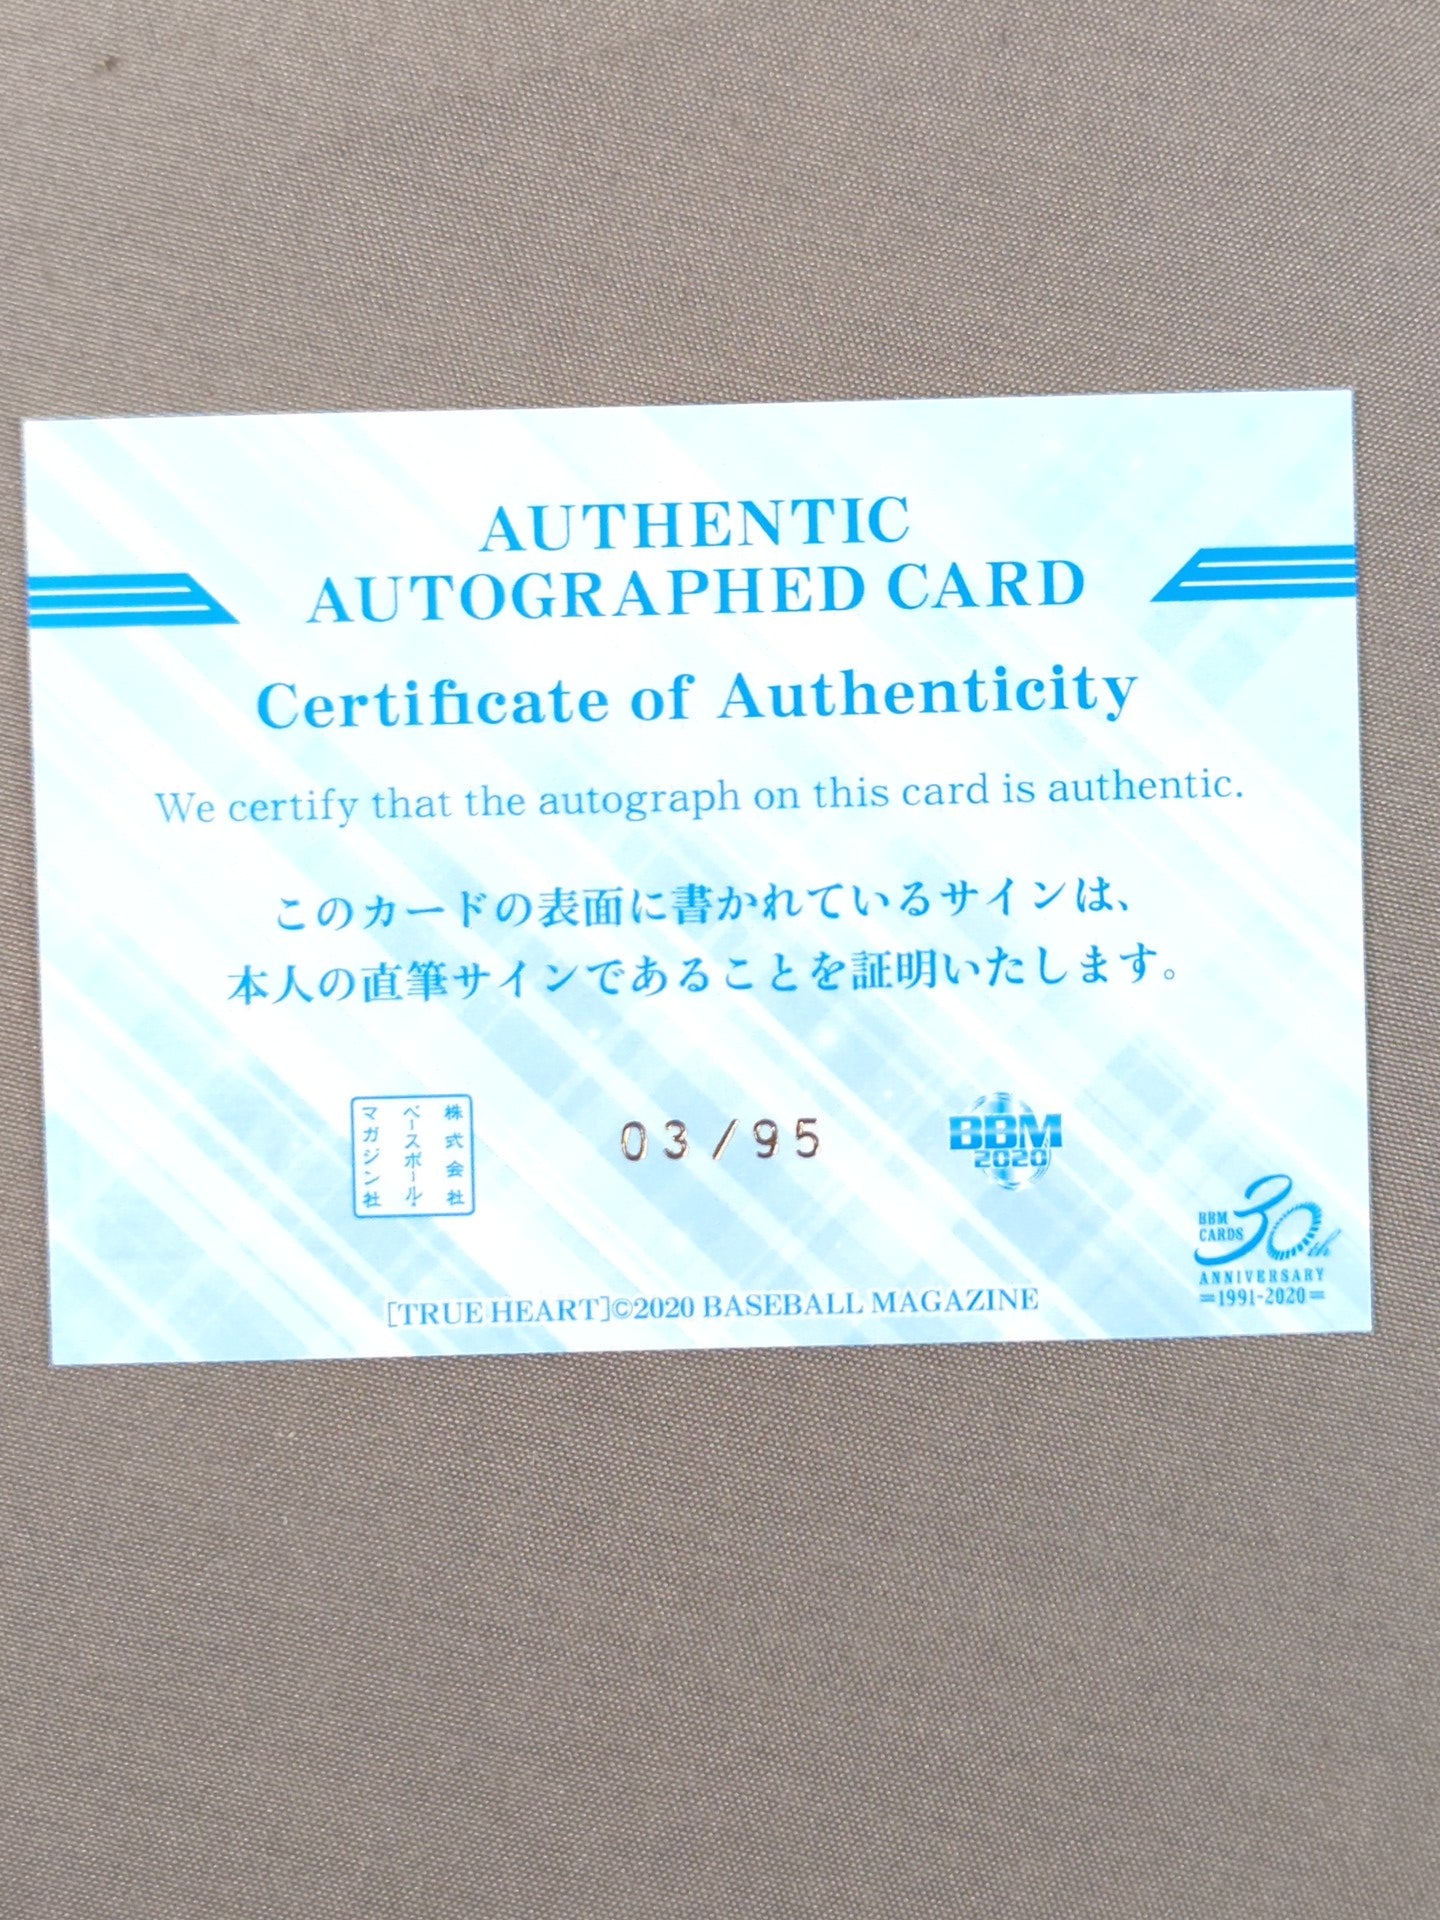 AUTHENTIC
AUTOGRAPHED CARD
Certificate of Authenticity
We certify that the autograph on this card is authentic.
このカードの表面に書かれているサインは、
本人の直筆サインであることを証明いたします。
株式会社
ベースボール・
マガジン社
03/95
BBM
2020
BBM
CARDS
30th
ANNIVERSARY
=1991-2020=
[TRUE HEART]©2020 BASEBALL MAGAZINE